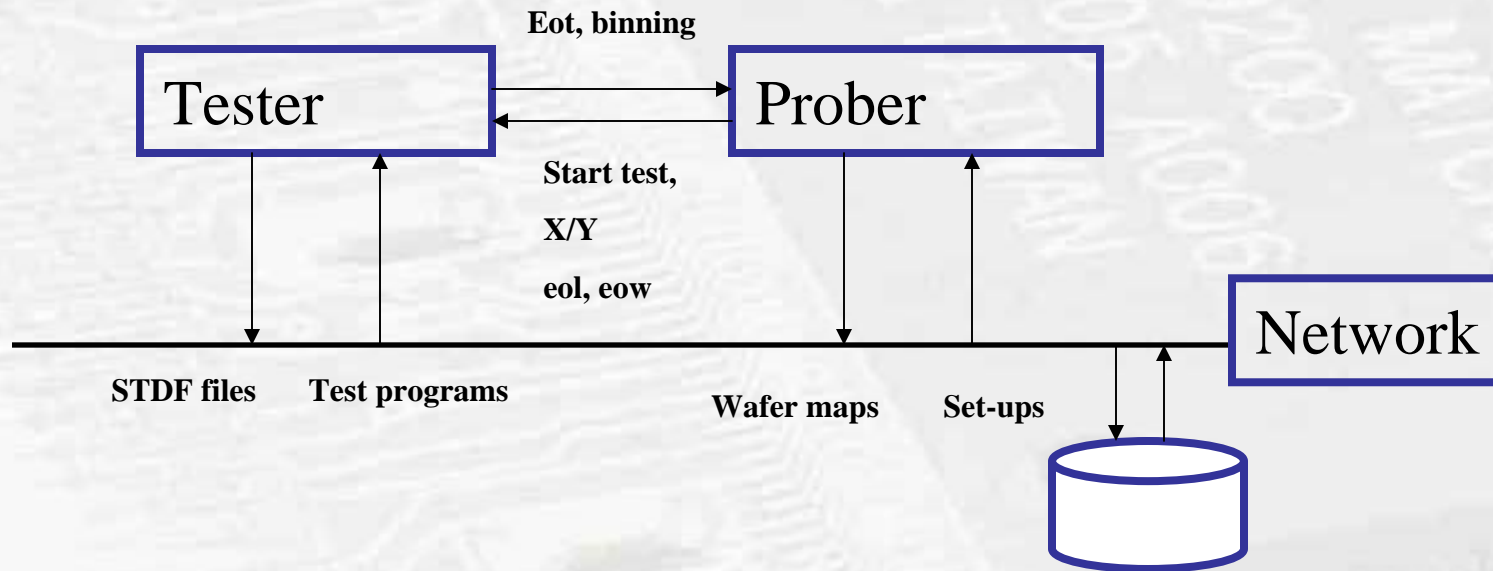 Eot, binning
Tester
Prober
Start test,
X/Y
eol, eow
Network
STDF files
Test programs
Wafer maps
Set-ups